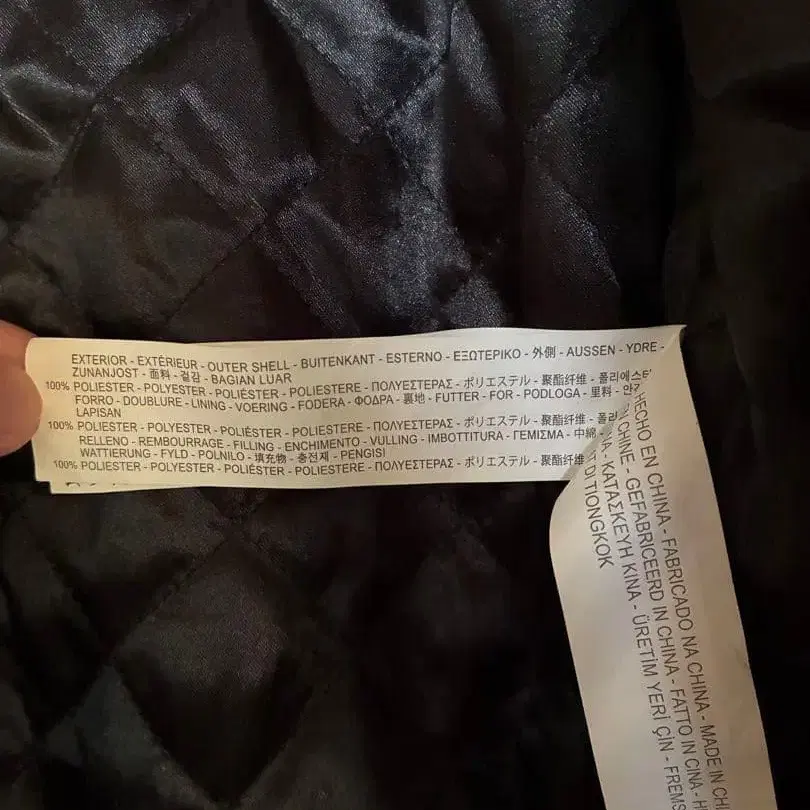 EXTERIOR - EXTÉRIEUR - OUTER SHELL - BUITENKANT - ESTERNO - ΕΞΩΤΕΡΙΚΟ - 外側 - AUSSEN - YDRE -
ZUNANJOST - 面料 - 겉감 - BAGIAN LUAR
100% POLIESTER - POLYESTER - POLIÉSTER - POLIESTERE - ΠΟΛΥΕΣΤΕΡΑΣ - ポリエステル - 聚酯纤维 - 폴리에스테
FORRO - DOUBLURE - LINING - VOERING - FODERA - ΦΟΔΡΑ - 裏地 - FUTTER - FOR - PODLOGA - 里料 -
LAPISAN
100% POLIESTER - POLYESTER - POLIÉSTER - POLIESTERE - ΠΟΛΥΕΣΤΕΡΑΣ - ポリエステル - 聚酯纤维 - 폴리
RELLENO - REMBOURRAGE - FILLING - ENCHIMENTO - VULLING - IMBOTTITURA - ΓΕΜΙΣΜΑ - 中綿
WATTIERUNG - FYLD - POLNILO - 填充物 - 충전재 - PENGISI
100% POLIESTER - POLYESTER - POLIÉSTER - POLIESTERE - ΠΟΛΥΕΣΤΕΡΑΣ - ポリエステル - 聚酯纤维
HECHO EN CHINA - FABRICADO NA CHINA - MADE IN CH
CHINE - GEFABRICEERD IN CHINA - FATTO IN CINA - H
NA - ΚΑΤΑΣΚΕΥΗ ΚΙΝΑ - ÜRETİM YERİ ÇİN - FREMS
DI TIONGKOK